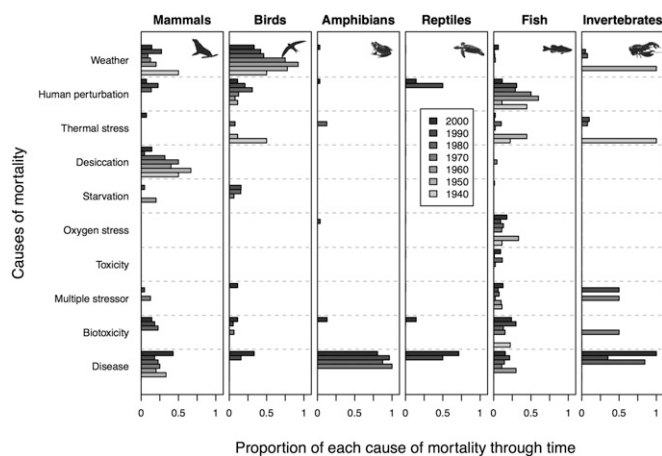 Mammals Birds Amphibians Reptiles Fish Invertebrates
Causes of mortality
Weather
Human perturbation
Thermal stress
Desiccation
Starvation
Oxygen stress
Toxicity
Multiple stressor
Biotoxicity
Disease
2000
1990
1980
1970
1960
1950
1940
0 0.5 1 0 0.5 1 0 0.5 1 0 0.5 1 0 0.5 1 0 0.5 1
Proportion of each cause of mortality through time